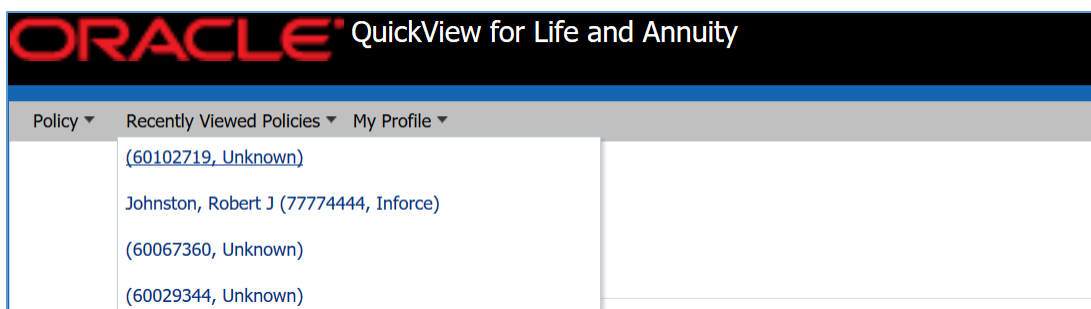 ORACLE QuickView for Life and Annuity
Policy Recently Viewed Policies My Profile
(60102719, Unknown)
Johnston, Robert J (77774444, Inforce)
(60067360, Unknown)
(60029344, Unknown)